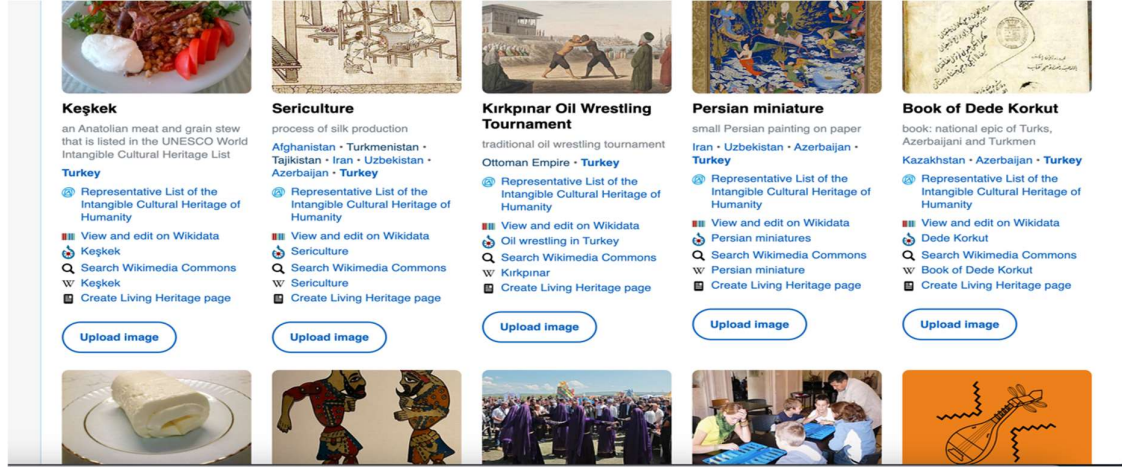 Keşkek
an Anatolian meat and grain stew
that is listed in the UNESCO World
Intangible Cultural Heritage List
Turkey
Representative List of the
Intangible Cultural Heritage of
Humanity
View and edit on Wikidata
Keşkek
Search Wikimedia Commons
W Keşkek
Create Living Heritage page
Upload image
Sericulture
process of silk production
Afghanistan • Turkmenistan •
Tajikistan • Iran • Uzbekistan •
Azerbaijan • Turkey
Representative List of the
Intangible Cultural Heritage of
Humanity
View and edit on Wikidata
Sericulture
Search Wikimedia Commons
W Sericulture
Create Living Heritage page
Upload image
Kırkpınar Oil Wrestling
Tournament
traditional oil wrestling tournament
Ottoman Empire • Turkey
Representative List of the
Intangible Cultural Heritage of
Humanity
View and edit on Wikidata
Oil wrestling in Turkey
Search Wikimedia Commons
W Kırkpınar
Create Living Heritage page
Upload image
Persian miniature
small Persian painting on paper
Iran • Uzbekistan • Azerbaijan •
Turkey
Representative List of the
Intangible Cultural Heritage of
Humanity
View and edit on Wikidata
Persian miniatures
Search Wikimedia Commons
W Persian miniature
Create Living Heritage page
Upload image
Book of Dede Korkut
book: national epic of Turks,
Azerbaijani and Turkmen
Kazakhstan • Azerbaijan • Turkey
Representative List of the
Intangible Cultural Heritage of
Humanity
View and edit on Wikidata
Dede Korkut
Search Wikimedia Commons
W Book of Dede Korkut
Create Living Heritage page
Upload image